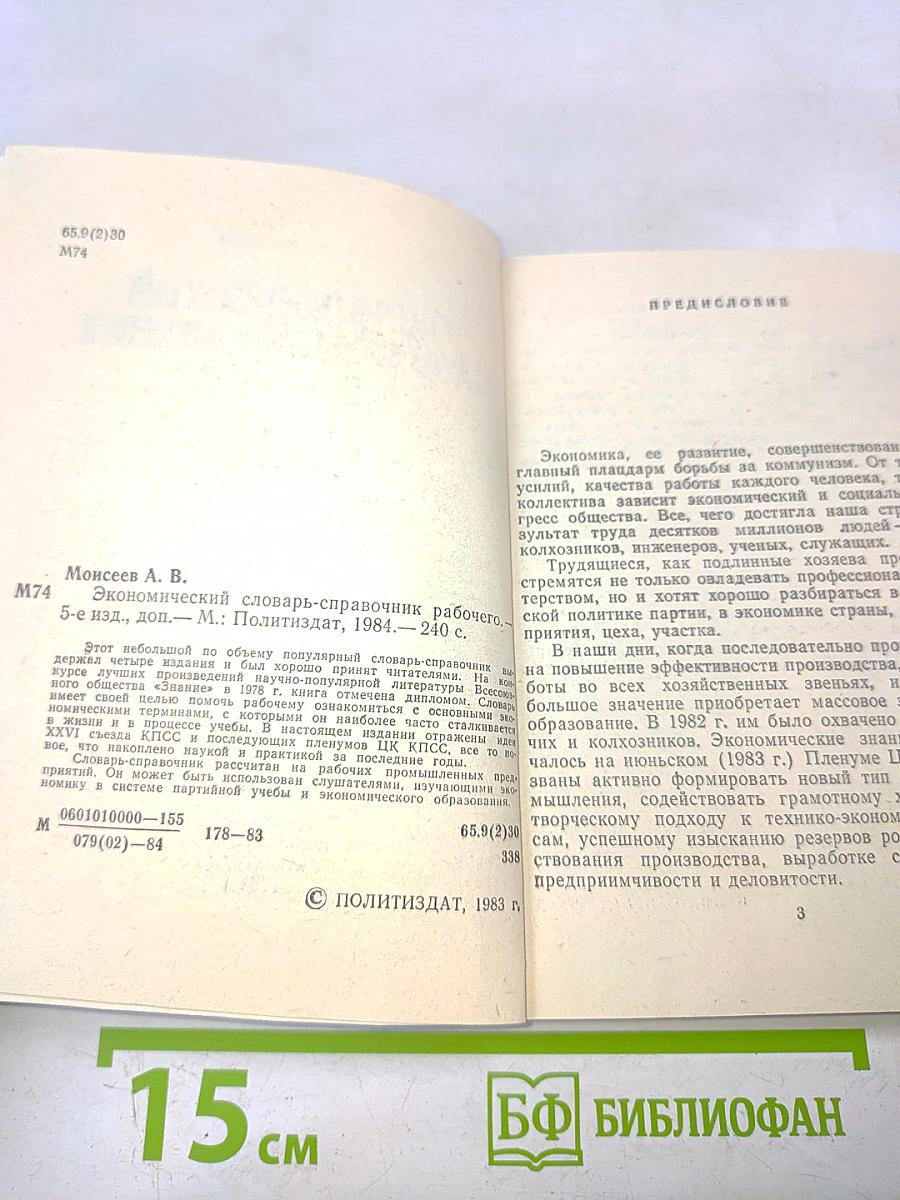 65.9(2)30
М74
Моисеев А. В.
М74 Экономический словарь-справочник рабочего.—
5-е изд., доп.— М.: Политиздат, 1984.— 240 с.
Этот небольшой по объему популярный словарь-справочник вы-
держал четыре издания и был хорошо принят читателями. На кон-
курсе лучших произведений научно-популярной литературы Всесоюз-
ного общества «Знание» в 1978 г. книга отмечена дипломом. Словарь
имеет своей целью помочь рабочему ознакомиться с основными эко-
номическими терминами, с которыми он наиболее часто сталкивается
в жизни и в процессе учебы. В настоящем издании отражены идеи
XXVI съезда КПСС и последующих пленумов ЦК КПСС, все то но-
вое, что накоплено наукой и практикой за последние годы.
Словарь-справочник рассчитан на рабочих промышленных пред-
приятий. Он может быть использован слушателями, изучающими эко-
номику в системе партийной учебы и экономического образования.
М 0601010000—155
079(02)—84
178—83
65.9(2)30
338
© ПОЛИТИЗДАТ, 1983 г.
ПРЕДИСЛОВИЕ
Экономика, ее развитие, совершенствован
главный плацдарм борьбы за коммунизм. От т
усилий, качества работы каждого человека, т
коллектива зависит экономический и социаль
гресс общества. Все, чего достигла наша стр
зультат труда десятков миллионов людей—
колхозников, инженеров, ученых, служащих.
Трудящиеся, как подлинные хозяева пр
стремятся не только овладевать профессиона
терством, но и хотят хорошо разбираться в
ской политике партии, в экономике страны,
приятия, цеха, участка.
В наши дни, когда последовательно про
на повышение эффективности производства,
боты во всех хозяйственных звеньях, и
большое значение приобретает массовое э
образование. В 1982 г. им было охвачено
чих и колхозников. Экономические знан
чалось на июньском (1983 г.) Пленуме Ц
званы активно формировать новый тип
мышления, содействовать грамотному х
творческому подходу к технико-эконом
сам, успешному изысканию резервов ро
ствования производства, выработке с
предприимчивости и деловитости.
3
15 см
БФ БИБЛИОФАН